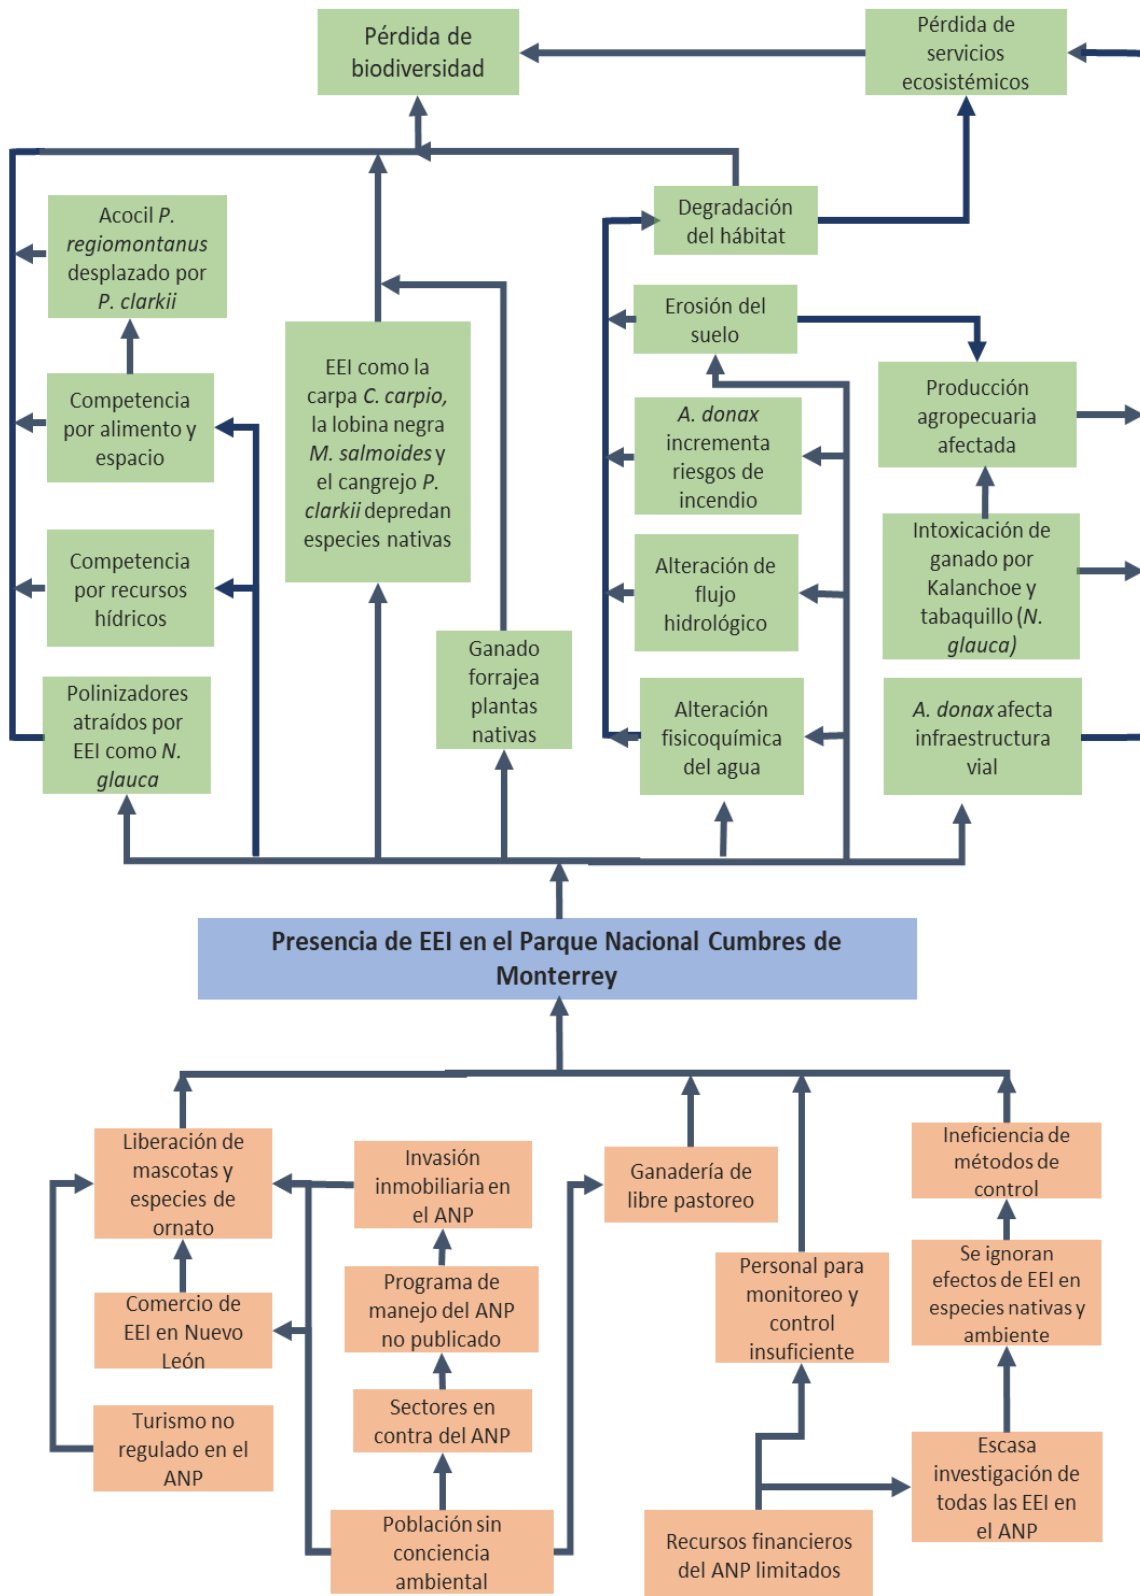 Pérdida de
biodiversidad
Pérdida de
servicios
ecosistémicos
Acocil P.
regiomontanus
desplazado por
P. clarkii
Degradación
del hábitat
Erosión del
suelo
EEI como la
carpa C. carpio,
la lobina negra
M. salmoides y
el cangrejo P.
clarkii depredan
especies nativas
Competencia
por alimento y
espacio
A. donax
incrementa
riesgos de
incendio
Producción
agropecuaria
afectada
Competencia
por recursos
hídricos
Alteración de
flujo
hidrológico
Intoxicación de
ganado por
Kalanchoe y
tabaquillo (N.
glauca)
Ganado
forrajea
plantas
nativas
Polinizadores
atraídos por
EEI como N.
glauca
Alteración
fisicoquímica
del agua
A. donax afecta
infraestructura
vial
Presencia de EEI en el Parque Nacional Cumbres de
Monterrey
Liberación de
mascotas y
especies de
ornato
Invasión
inmobiliaria en
el ANP
Ganadería de
libre pastoreo
Ineficiencia de
métodos de
control
Comercio de
EEI en Nuevo
León
Programa de
manejo del ANP
no publicado
Personal para
monitoreo y
control
insuficiente
Se ignoran
efectos de EEI en
especies nativas y
ambiente
Turismo no
regulado en el
ANP
Sectores en
contra del ANP
Escasa
investigación de
todas las EEI en
el ANP
Población sin
conciencia
ambiental
Recursos financieros
del ANP limitados